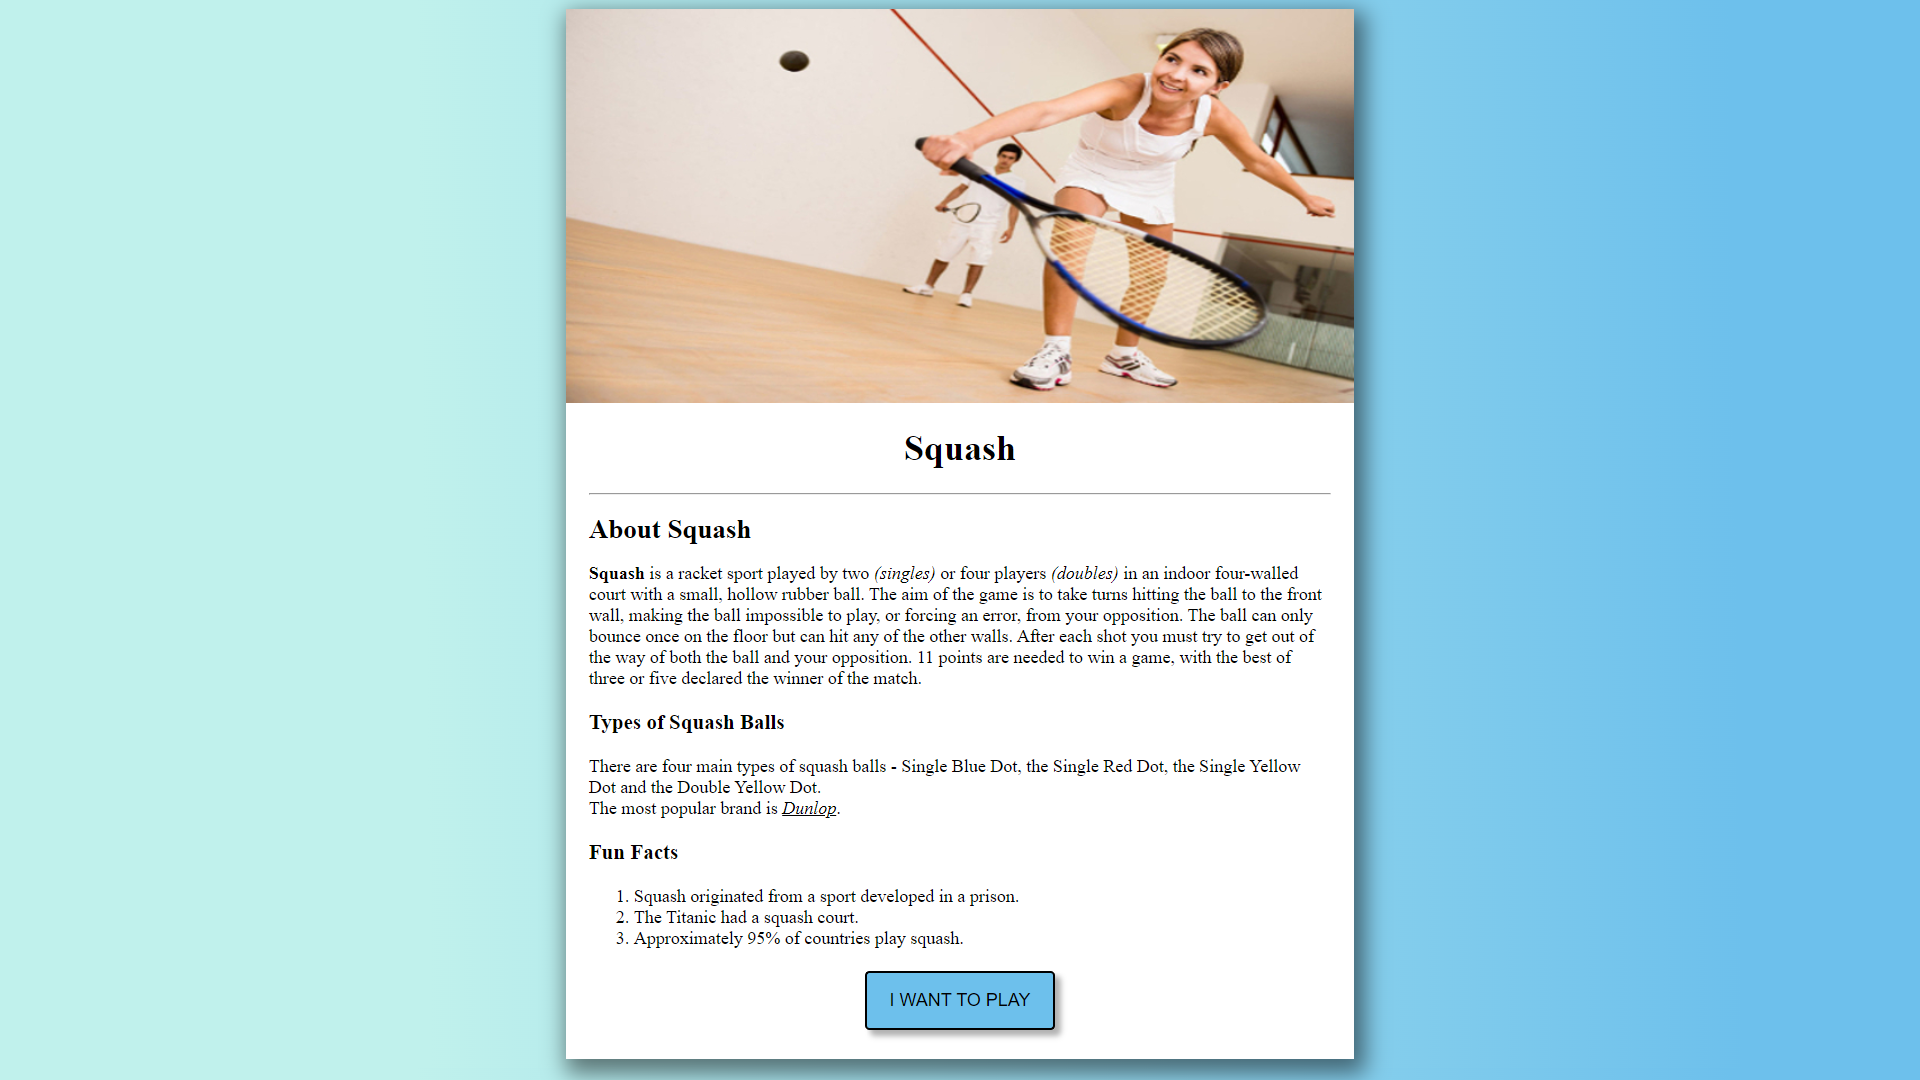 Squash
About Squash
Squash is a racket sport played by two (singles) or four players (doubles) in an indoor four-walled
court with a small, hollow rubber ball. The aim of the game is to take turns hitting the ball to the front
wall, making the ball impossible to play, or forcing an error, from your opposition. The ball can only
bounce once on the floor but can hit any of the other walls. After each shot you must try to get out of
the way of both the ball and your opposition. 11 points are needed to win a game, with the best of
three or five declared the winner of the match.
Types of Squash Balls
There are four main types of squash balls - Single Blue Dot, the Single Red Dot, the Single Yellow
Dot and the Double Yellow Dot.
The most popular brand is Dunlop.
Fun Facts
1. Squash originated from a sport developed in a prison.
2. The Titanic had a squash court.
3. Approximately 95% of countries play squash.
I WANT TO PLAY